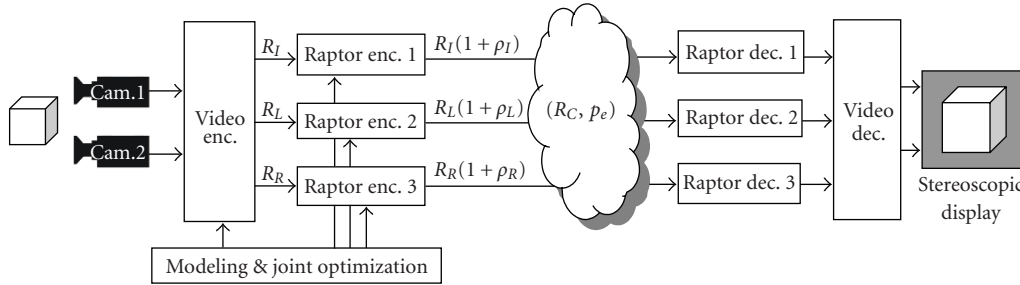 Cam.1
Cam.2
Video
enc.
R_I
R_L
R_R
Raptor enc. 1
Raptor enc. 2
Raptor enc. 3
R_I(1 + ρ_I)
R_L(1 + ρ_L)
R_R(1 + ρ_R)
(R_C, p_e)
Raptor dec. 1
Raptor dec. 2
Raptor dec. 3
Video
dec.
Stereoscopic
display
Modeling & joint optimization